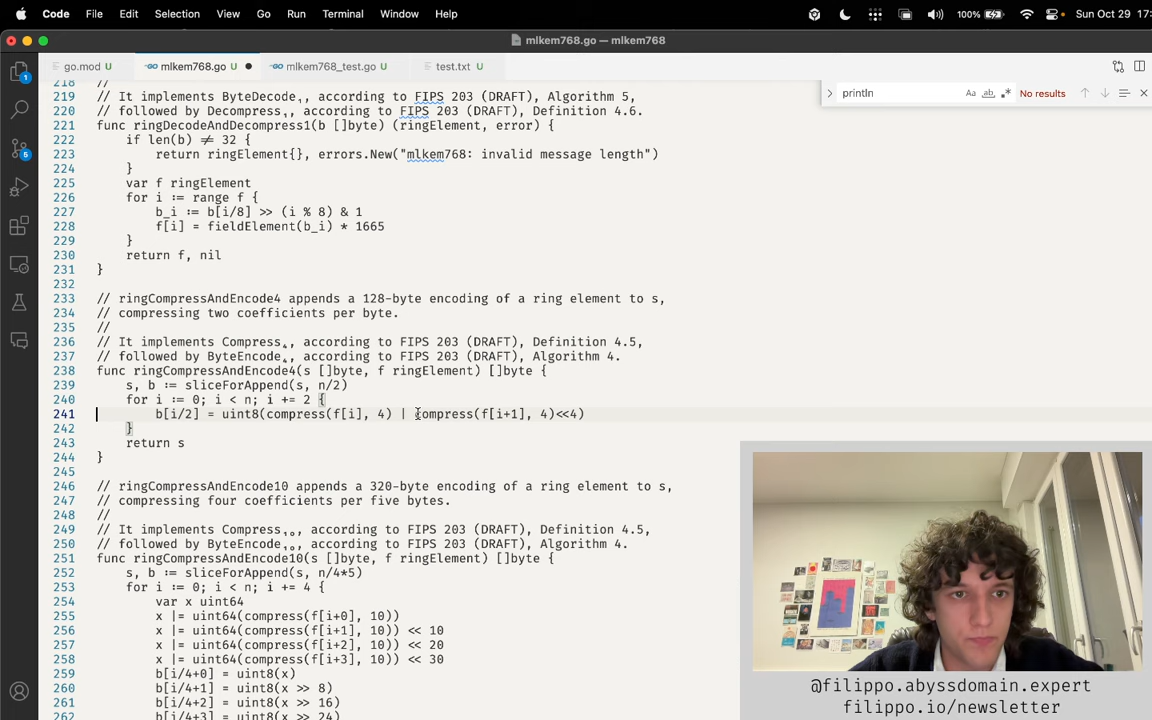 Code File Edit Selection View Go Run Terminal Window Help 100% Sun Oct 29 17:
mlkem768.go — mlkem768
go.mod U mlkem768.go U mlkem768_test.go U test.txt U
println Aa ab .* No results
218 //
219 // It implements ByteDecode₁, according to FIPS 203 (DRAFT), Algorithm 5,
220 // followed by Decompress₁, according to FIPS 203 (DRAFT), Definition 4.6.
221 func ringDecodeAndDecompress1(b []byte) (ringElement, error) {
222 if len(b) ≠ 32 {
223 return ringElement{}, errors.New("mlkem768: invalid message length")
224 }
225 var f ringElement
226 for i := range f {
227 b_i := b[i/8] >> (i % 8) & 1
228 f[i] = fieldElement(b_i) * 1665
229 }
230 return f, nil
231 }
232
233 // ringCompressAndEncode4 appends a 128-byte encoding of a ring element to s,
234 // compressing two coefficients per byte.
235 //
236 // It implements Compress₄, according to FIPS 203 (DRAFT), Definition 4.5,
237 // followed by ByteEncode₄, according to FIPS 203 (DRAFT), Algorithm 4.
238 func ringCompressAndEncode4(s []byte, f ringElement) []byte {
239 s, b := sliceForAppend(s, n/2)
240 for i := 0; i < n; i += 2 {
241 b[i/2] = uint8(compress(f[i], 4) | compress(f[i+1], 4)<<4)
242 }
243 return s
244 }
245
246 // ringCompressAndEncode10 appends a 320-byte encoding of a ring element to s,
247 // compressing four coefficients per five bytes.
248 //
249 // It implements Compress₁₀, according to FIPS 203 (DRAFT), Definition 4.5,
250 // followed by ByteEncode₁₀, according to FIPS 203 (DRAFT), Algorithm 4.
251 func ringCompressAndEncode10(s []byte, f ringElement) []byte {
252 s, b := sliceForAppend(s, n/4*5)
253 for i := 0; i < n; i += 4 {
254 var x uint64
255 x |= uint64(compress(f[i+0], 10))
256 x |= uint64(compress(f[i+1], 10)) << 10
257 x |= uint64(compress(f[i+2], 10)) << 20
258 x |= uint64(compress(f[i+3], 10)) << 30
259 b[i/4+0] = uint8(x)
260 b[i/4+1] = uint8(x >> 8)
261 b[i/4+2] = uint8(x >> 16)
262 b[i/4+3] = uint8(x >> 24)
1
5
@filippo.abyssdomain.expert
filippo.io/newsletter